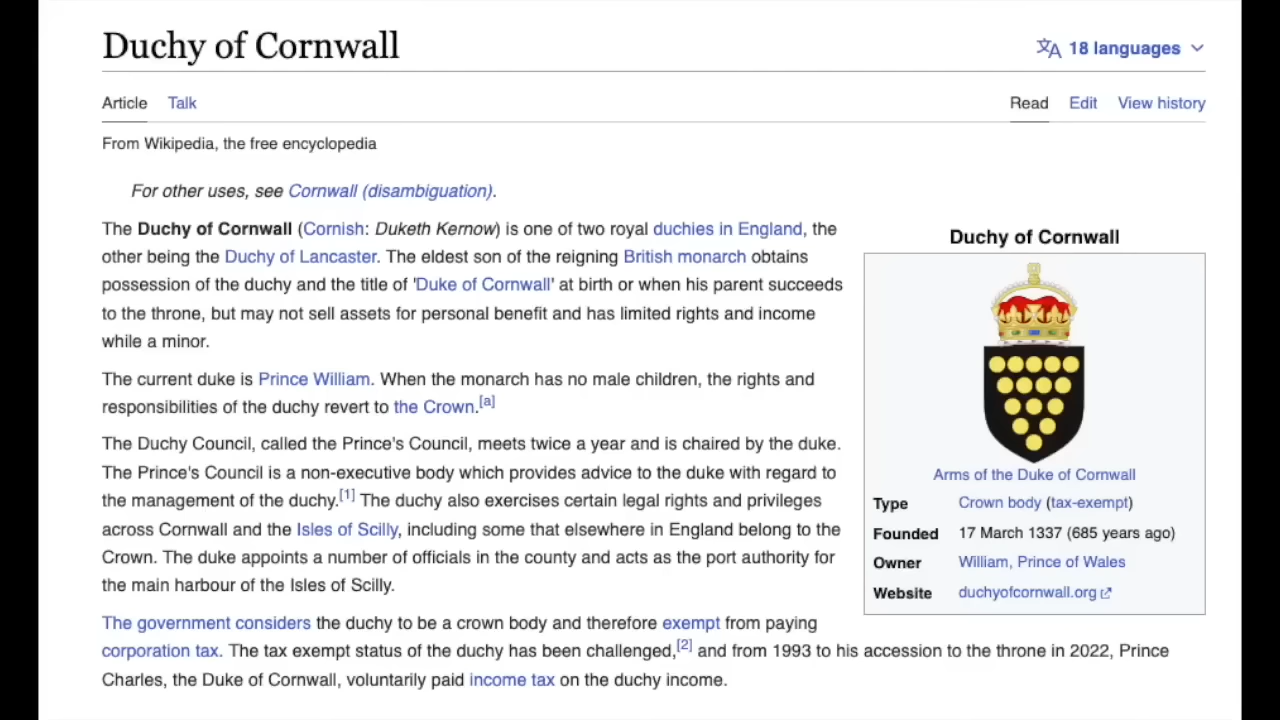 Duchy of Cornwall
18 languages
Article Talk
Read Edit View history
From Wikipedia, the free encyclopedia
For other uses, see Cornwall (disambiguation).
The Duchy of Cornwall (Cornish: Duketh Kernow) is one of two royal duchies in England, the
other being the Duchy of Lancaster. The eldest son of the reigning British monarch obtains
possession of the duchy and the title of 'Duke of Cornwall' at birth or when his parent succeeds
to the throne, but may not sell assets for personal benefit and has limited rights and income
while a minor.
The current duke is Prince William. When the monarch has no male children, the rights and
responsibilities of the duchy revert to the Crown.[a]
The Duchy Council, called the Prince's Council, meets twice a year and is chaired by the duke.
The Prince's Council is a non-executive body which provides advice to the duke with regard to
the management of the duchy.[1] The duchy also exercises certain legal rights and privileges
across Cornwall and the Isles of Scilly, including some that elsewhere in England belong to the
Crown. The duke appoints a number of officials in the county and acts as the port authority for
the main harbour of the Isles of Scilly.
The government considers the duchy to be a crown body and therefore exempt from paying
corporation tax. The tax exempt status of the duchy has been challenged,[2] and from 1993 to his accession to the throne in 2022, Prince
Charles, the Duke of Cornwall, voluntarily paid income tax on the duchy income.
Duchy of Cornwall
Arms of the Duke of Cornwall
Type Crown body (tax-exempt)
Founded 17 March 1337 (685 years ago)
Owner William, Prince of Wales
Website duchyofcornwall.org